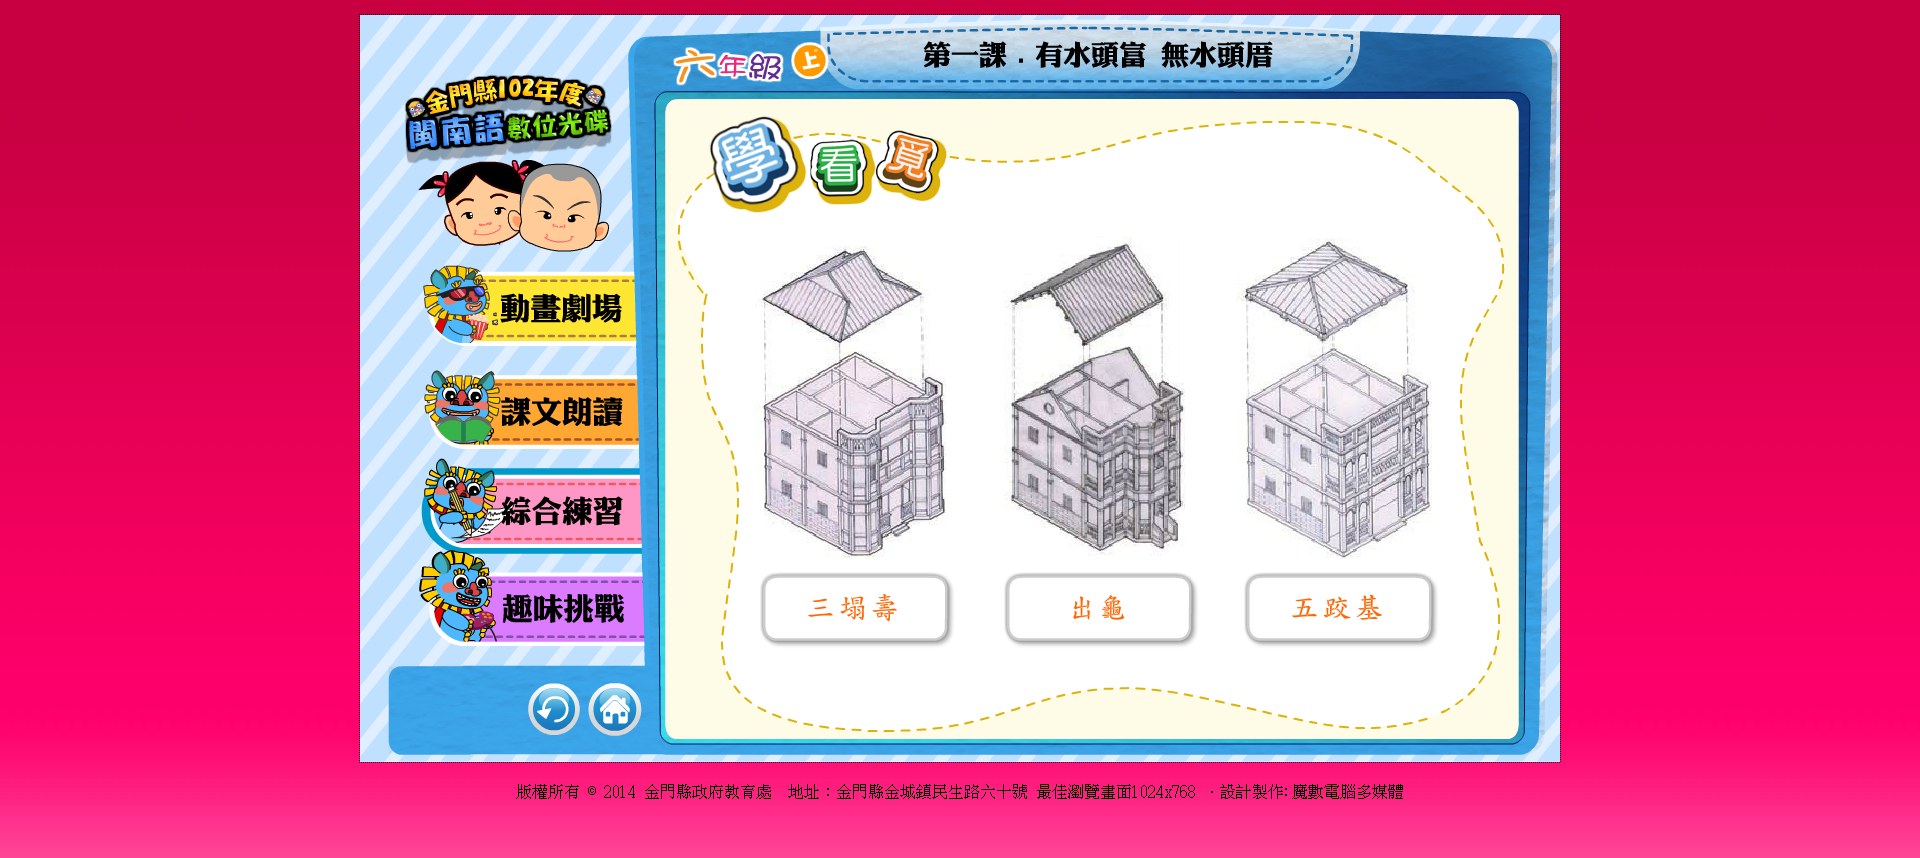 第一課．有水頭富 無水頭厝
六年級 上
金門縣102年度
閩南語數位光碟
學看覓
動畫劇場
課文朗讀
綜合練習
趣味挑戰
三塌壽
出龜
五跤基
版權所有 © 2014 金門縣政府教育處 地址：金門縣金城鎮民生路六十號 最佳瀏覽畫面1024x768 ．設計製作:魔數電腦多媒體